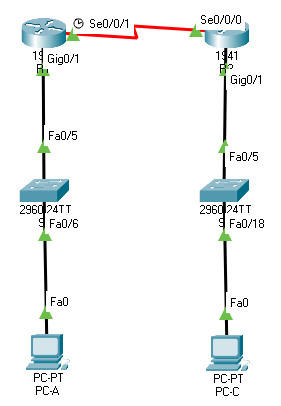 Se0/0/1
Se0/0/0
1941
Gig0/1
Gig0/1
Fa0/5
Fa0/5
2960-24TT
2960-24TT
Fa0/6
Fa0/18
Fa0
Fa0
PC-PT
PC-A
PC-PT
PC-C